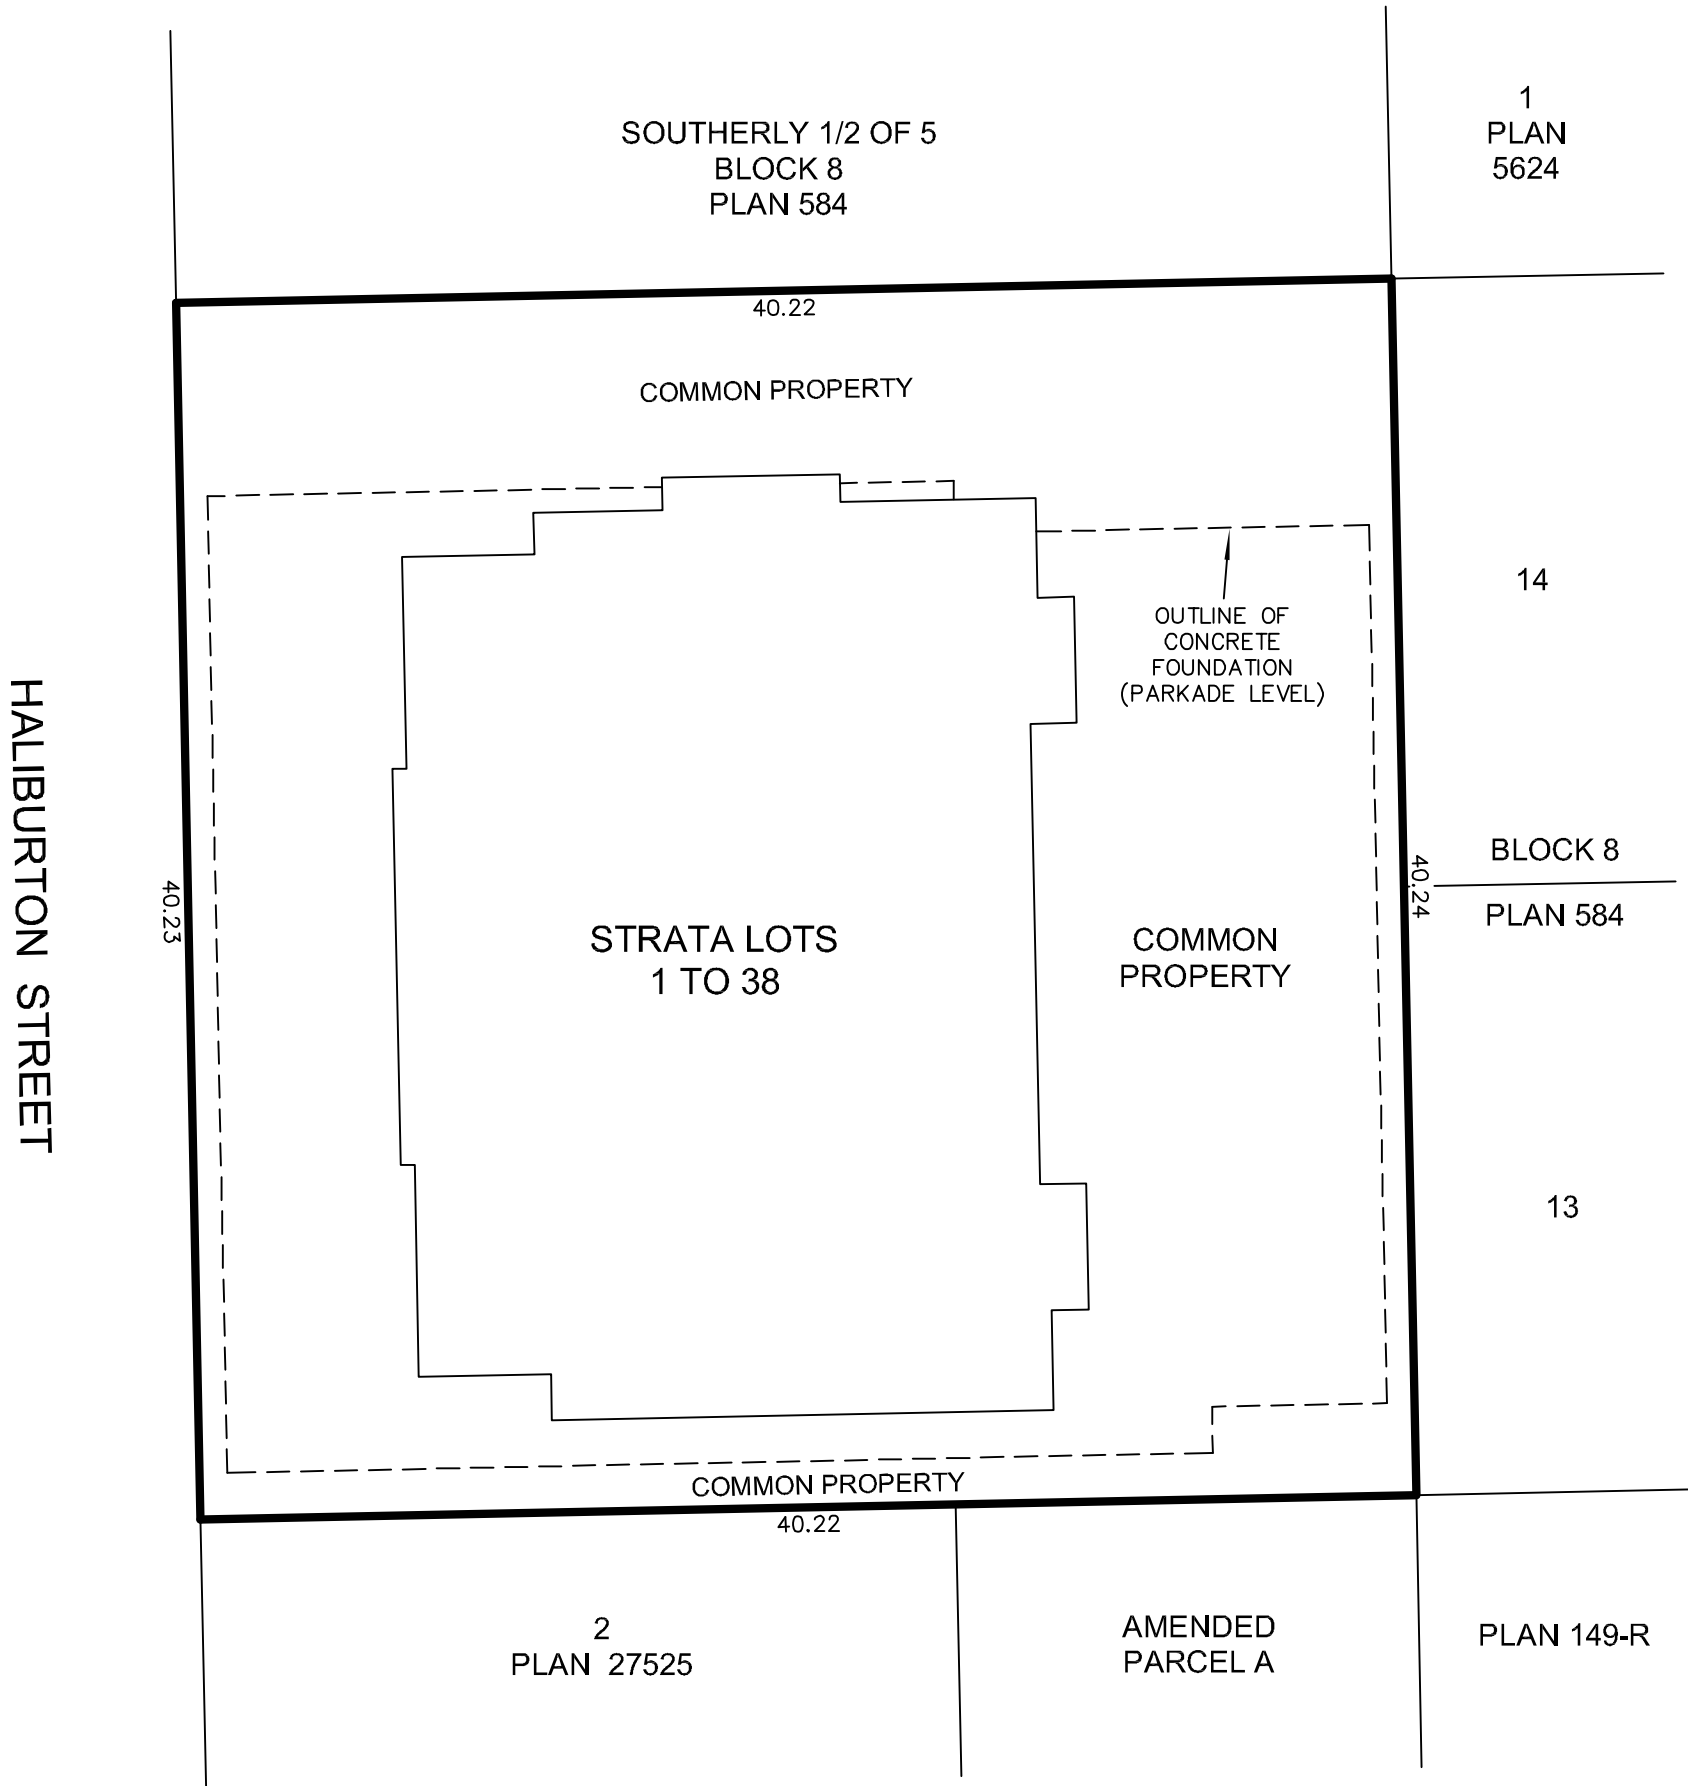 SOUTHERLY 1/2 OF 5
BLOCK 8
PLAN 584
1
PLAN
5624
40.22
COMMON PROPERTY
OUTLINE OF
CONCRETE
FOUNDATION
(PARKADE LEVEL)
14
HALIBURTON STREET
40.23
STRATA LOTS
1 TO 38
COMMON
PROPERTY
40.24
BLOCK 8
PLAN 584
13
COMMON PROPERTY
40.22
2
PLAN 27525
AMENDED
PARCEL A
PLAN 149-R